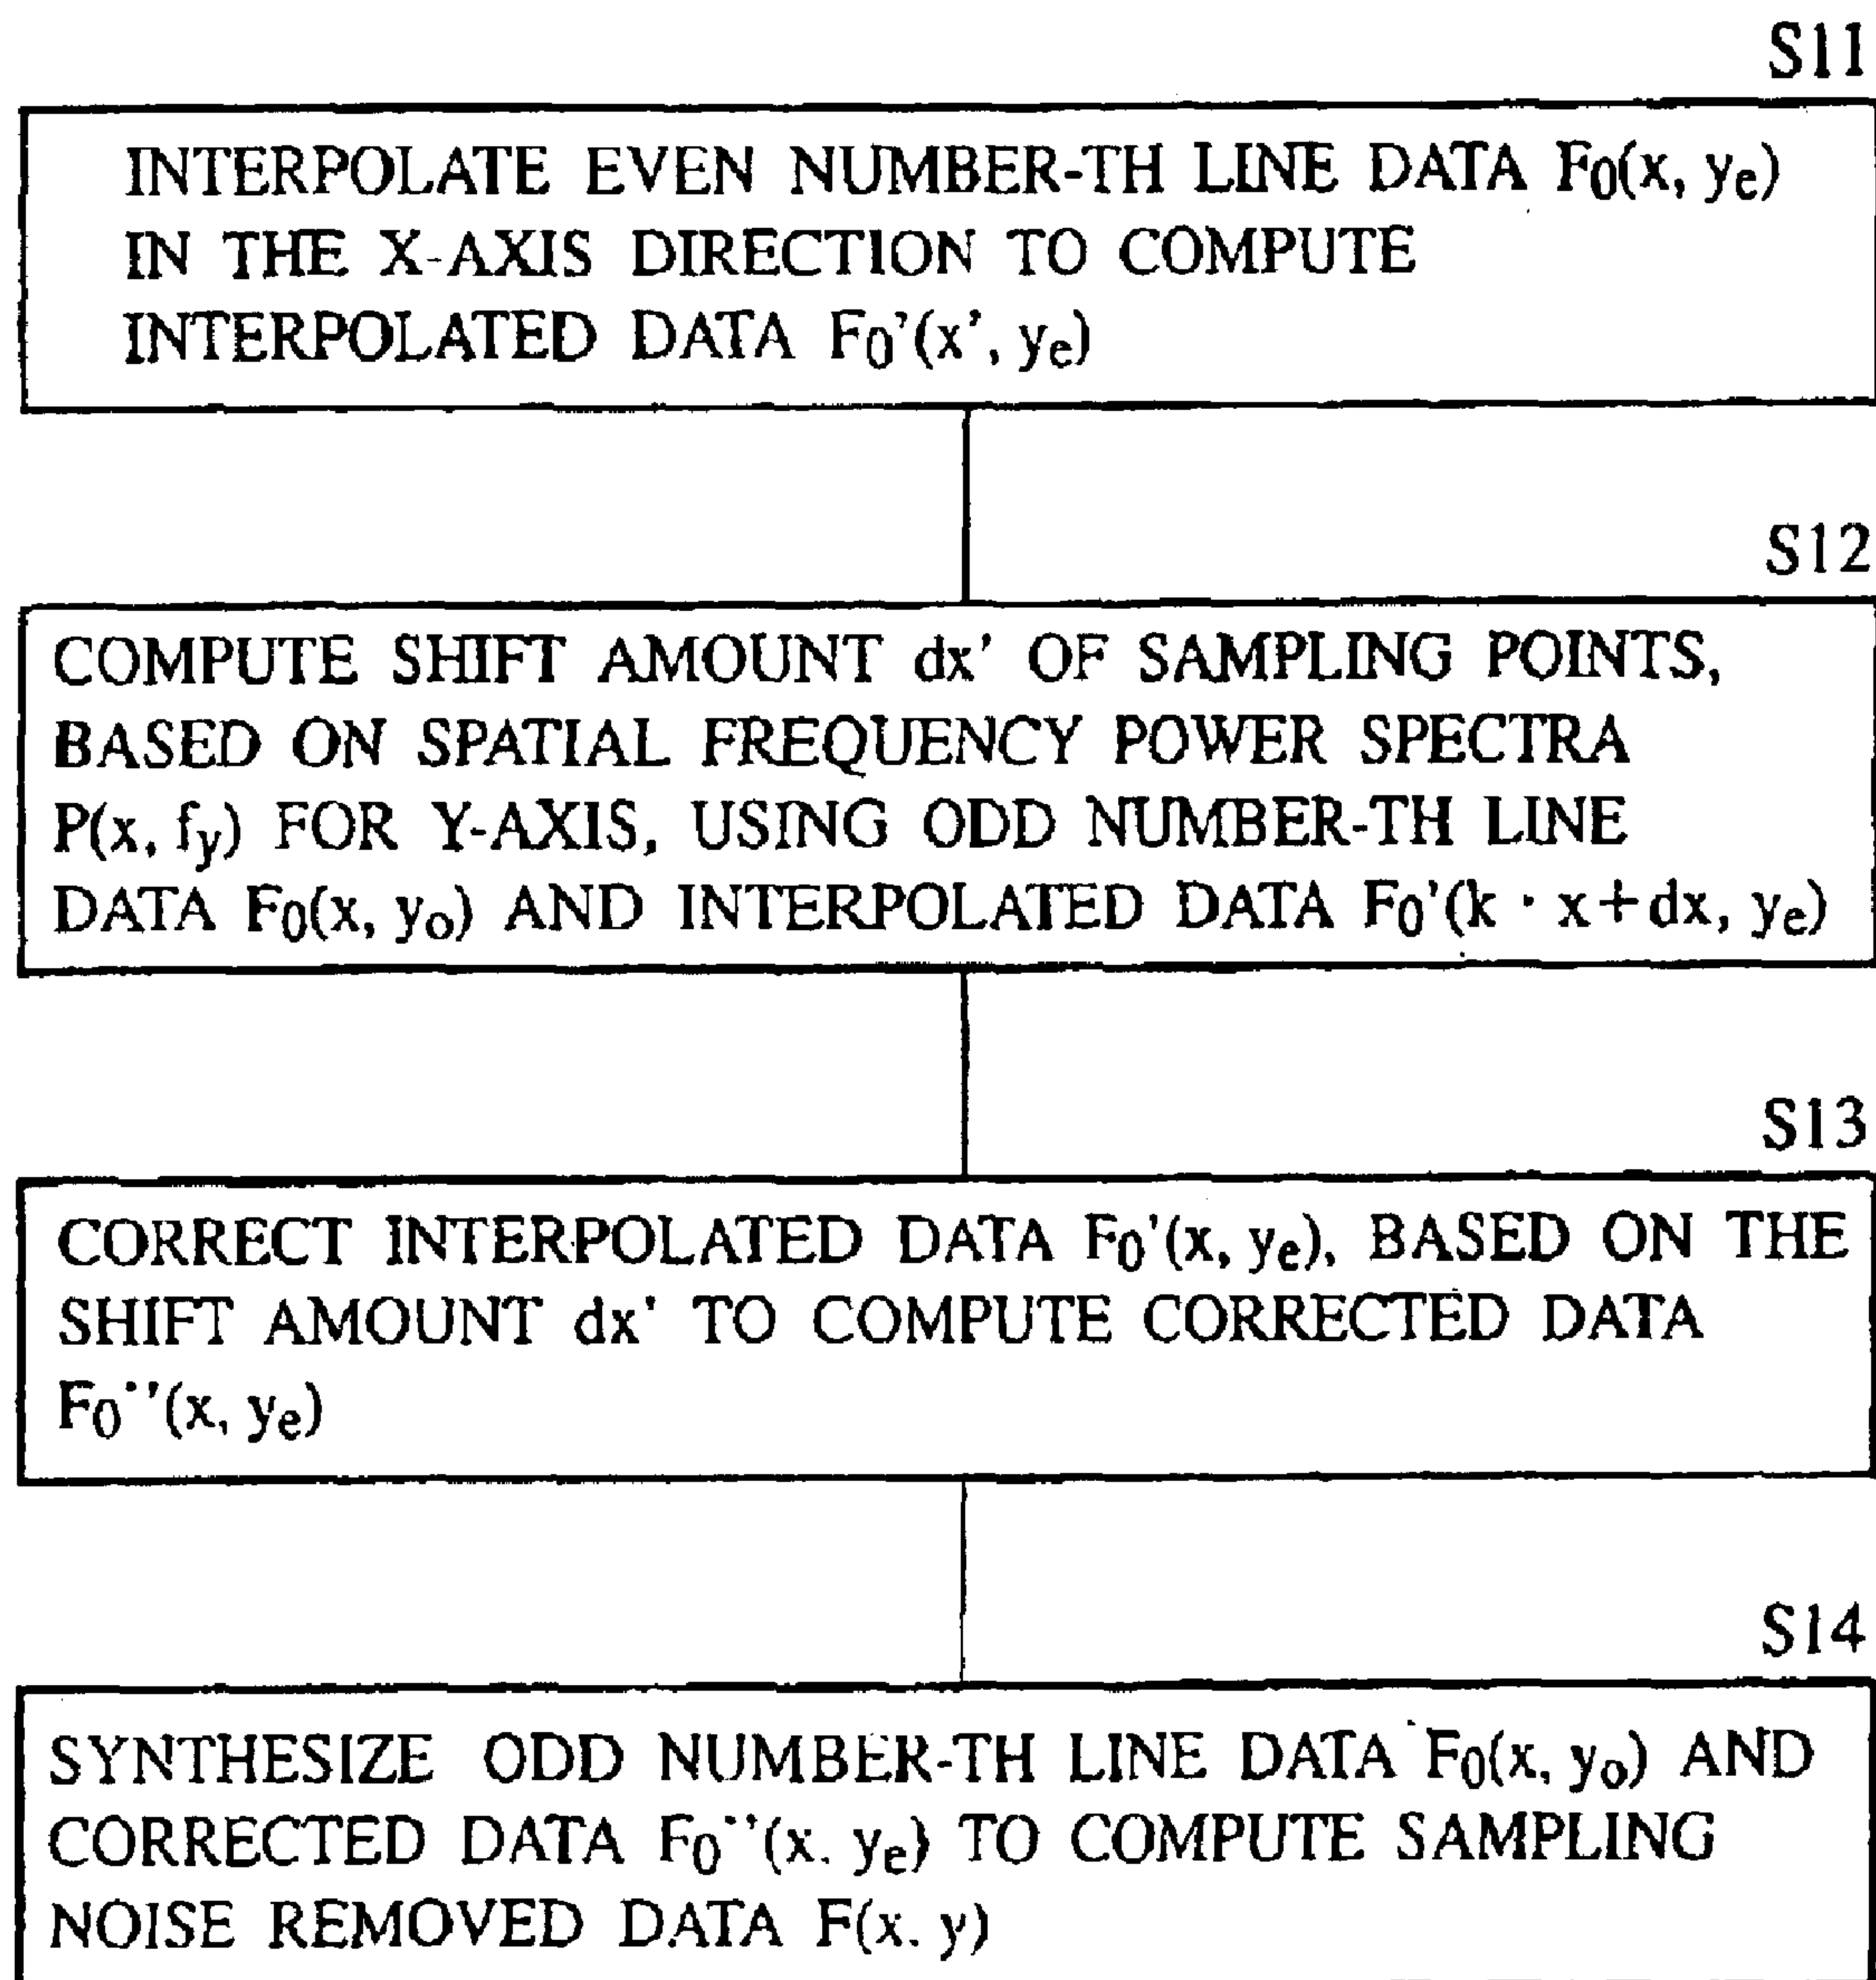 S11
INTERPOLATE EVEN NUMBER-TH LINE DATA F₀(x, yₑ)
IN THE X-AXIS DIRECTION TO COMPUTE
INTERPOLATED DATA F₀'(x', yₑ)
S12
COMPUTE SHIFT AMOUNT dx' OF SAMPLING POINTS,
BASED ON SPATIAL FREQUENCY POWER SPECTRA
P(x, fy) FOR Y-AXIS, USING ODD NUMBER-TH LINE
DATA F₀(x, yₒ) AND INTERPOLATED DATA F₀'(k · x+dx, yₑ)
S13
CORRECT INTERPOLATED DATA F₀'(x, yₑ), BASED ON THE
SHIFT AMOUNT dx' TO COMPUTE CORRECTED DATA
F₀''(x, yₑ)
S14
SYNTHESIZE ODD NUMBER-TH LINE DATA F₀(x, yₒ) AND
CORRECTED DATA F₀''(x, yₑ) TO COMPUTE SAMPLING
NOISE REMOVED DATA F(x, y)